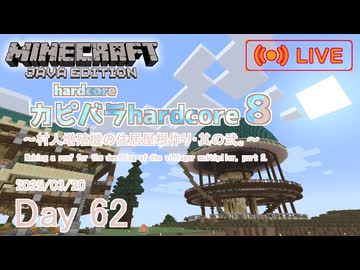 MINECRAFT
JAVA EDITION
LIVE
hardcore
カピバラhardcore 8
～村人増殖機の住居屋根作り・其の弐。～
Making a roof for the dwelling of the villager multiplier, part 2.
2025/03/20
Day 62